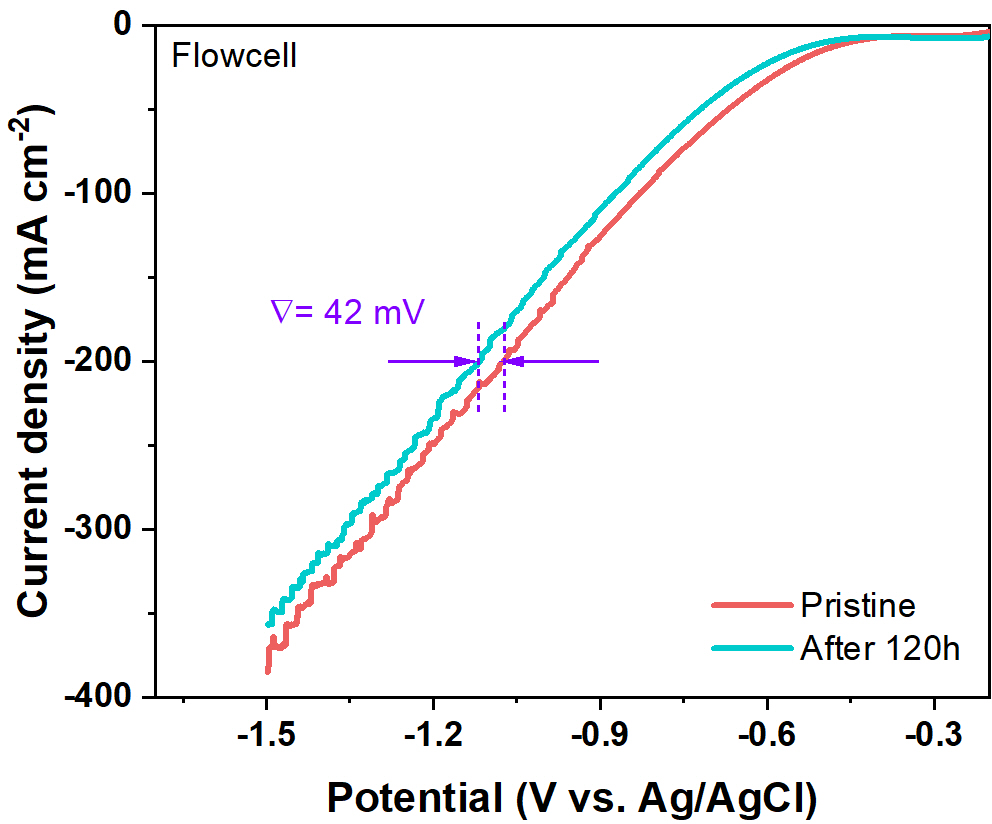 Flowcell
∇= 42 mV
Current density (mA cm⁻²)
0
-100
-200
-300
-400
Pristine
After 120h
-1.5
-1.2
-0.9
-0.6
-0.3
Potential (V vs. Ag/AgCl)